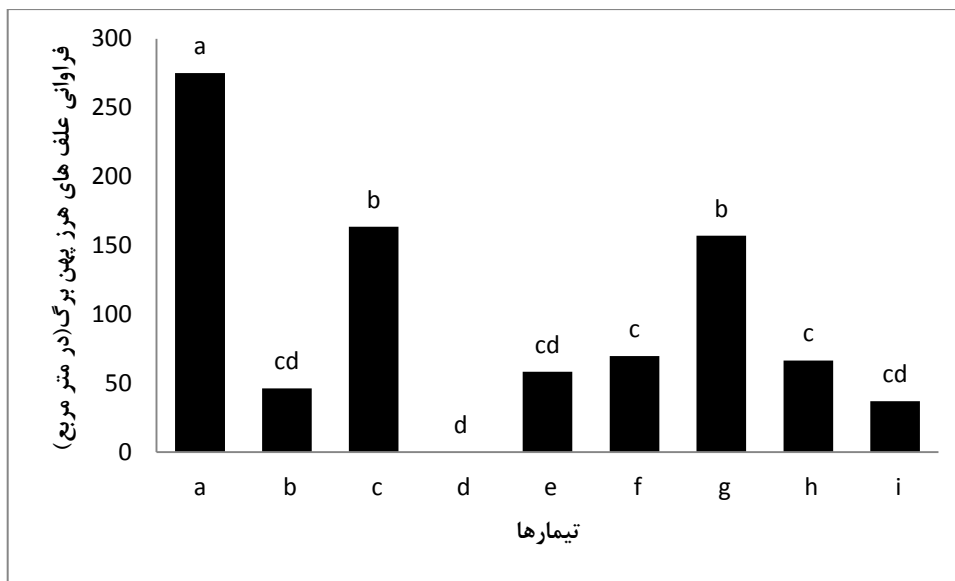 فراوانی علف های هرز پهن برگ(در متر مربع)
300
250
200
150
100
50
0
a
cd
b
d
cd
c
b
c
cd
a b c d e f g h i
تیمارها